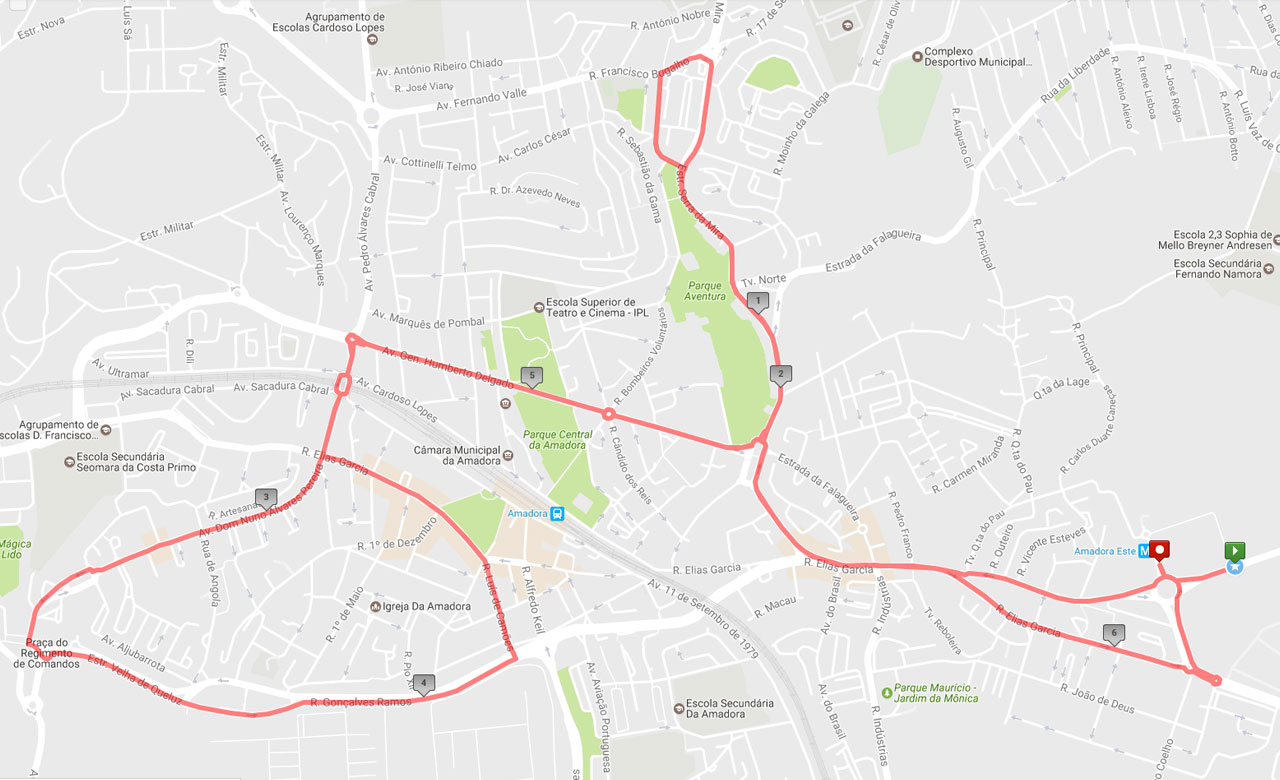 Estr. Nova
R. Luís Sá
Agrupamento de
Escolas Cardoso Lopes
R. António Nobre
Mira
R. 17 de S
R. César de Oliv
Complexo
Desportivo Municipal...
R. Dias C
Estr. Militar
Av. António Ribeiro Chiado
R. José Viana
Av. Fernando Valle
R. Francisco Bugalho
R. Moinho da Galega
Rua da Liberdade
R. António Aleixo
R. Irene Lisboa
R. José Régio
R. António Botto
R. Luís Vaz de C
Rua da
Estr. Militar
Av. Lourenço Marques
Av. Pedro Álvares Cabral
Av. Cottinelli Telmo
Av. Carlos César
R. Sebastião da Gama
R. Dr. Azevedo Neves
Estr. Serra da Mira
R. Augusto Gil
R. Principal
Estr. Militar
Estrada da Falagueira
Escola 2,3 Sophia de
Mello Breyner Andresen
Escola Secundária
Fernando Namora
Tv. Norte
Parque
Aventura
1
Escola Superior de
Teatro e Cinema - IPL
Av. Marquês de Pombal
R. Bombeiros Voluntários
R. Principal
R. Dili
Av. Gen. Humberto Delgado
5
2
Av. Ultramar
Av. Sacadura Cabral
Av. Sacadura Cabral
Av. Cardoso Lopes
Q.ta da Lage
R. Carlos Duarte Canegas
Agrupamento de
scolas D. Francisco...
Escola Secundária
Seomara da Costa Primo
R. Elias Garcia
Câmara Municipal
da Amadora
Parque Central
da Amadora
R. Cândido dos Reis
Estrada da Falagueira
R. Carmen Miranda
R. Q.ta do Pau
3
R. Artesana
Av. Dom Nuno Álvares Pereira
Amadora
R. Pedro Franco
Mágica
Lido
Rua de Angola
R. 1º de Dezembro
R. Luís de Camões
R. Alfredo Keil
R. Elias Garcia
R. Elias Garcia
Tv. Q.ta do Pau
R. Outeiro
R. Vicente Esteves
Amadora Este
M
Av. 11 de Setembro de 1979
R. Macau
Av. do Brasil
R. Indústrias
Tv. Reboleira
R. Elias Garcia
6
R. 1º de Maio
Igreja Da Amadora
Praça do
Regimento
de Comandos
Av. Aljubarrota
Estr. Velha de Queluz
R. Pio XII
4
R. Gonçalves Ramos
Av. Aviação Portuguesa
Escola Secundária
Da Amadora
Av. do Brasil
R. Indústrias
Parque Maurício -
Jardim da Mônica
R. João de Deus
Coelho